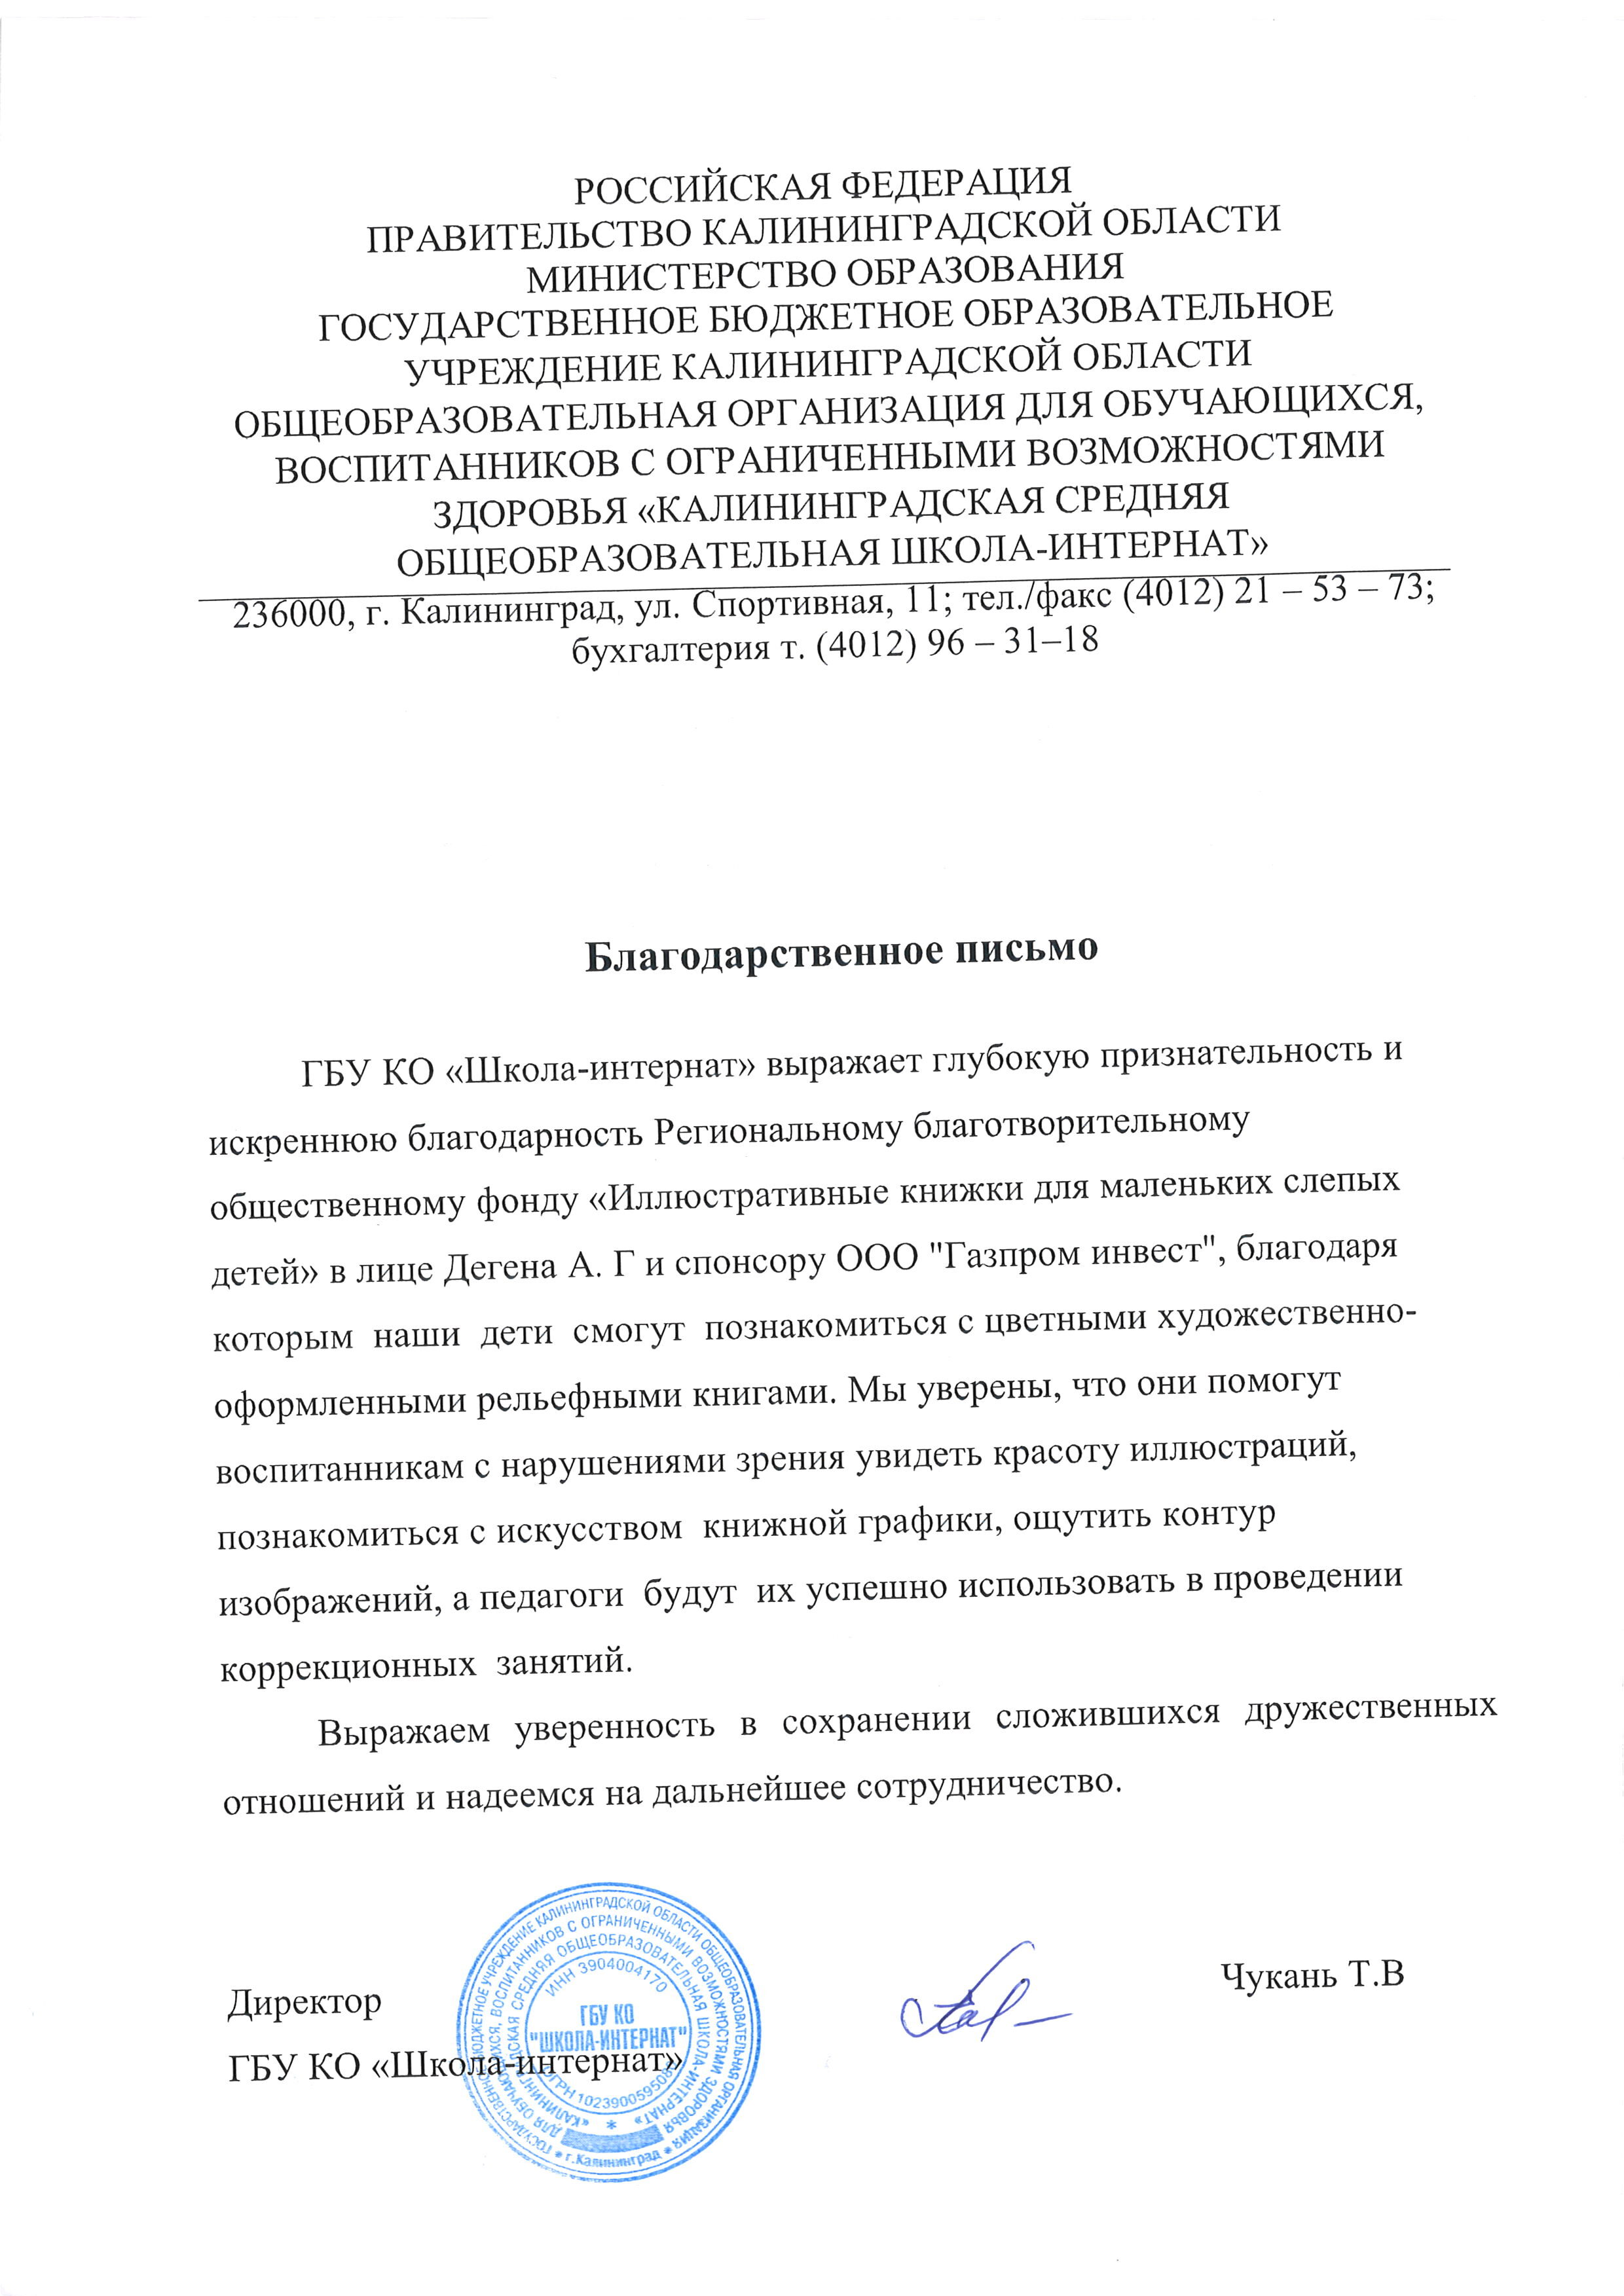 РОССИЙСКАЯ ФЕДЕРАЦИЯ
ПРАВИТЕЛЬСТВО КАЛИНИНГРАДСКОЙ ОБЛАСТИ
МИНИСТЕРСТВО ОБРАЗОВАНИЯ
ГОСУДАРСТВЕННОЕ БЮДЖЕТНОЕ ОБРАЗОВАТЕЛЬНОЕ
УЧРЕЖДЕНИЕ КАЛИНИНГРАДСКОЙ ОБЛАСТИ
ОБЩЕОБРАЗОВАТЕЛЬНАЯ ОРГАНИЗАЦИЯ ДЛЯ ОБУЧАЮЩИХСЯ,
ВОСПИТАННИКОВ С ОГРАНИЧЕННЫМИ ВОЗМОЖНОСТЯМИ
ЗДОРОВЬЯ «КАЛИНИНГРАДСКАЯ СРЕДНЯЯ
ОБЩЕОБРАЗОВАТЕЛЬНАЯ ШКОЛА-ИНТЕРНАТ»
236000, г. Калининград, ул. Спортивная, 11; тел./факс (4012) 21 – 53 – 73;
бухгалтерия т. (4012) 96 – 31–18
Благодарственное письмо
ГБУ КО «Школа-интернат» выражает глубокую признательность и
искреннюю благодарность Региональному благотворительному
общественному фонду «Иллюстративные книжки для маленьких слепых
детей» в лице Дегена А. Г и спонсору ООО "Газпром инвест", благодаря
которым наши дети смогут познакомиться с цветными художественно-
оформленными рельефными книгами. Мы уверены, что они помогут
воспитанникам с нарушениями зрения увидеть красоту иллюстраций,
познакомиться с искусством книжной графики, ощутить контур
изображений, а педагоги будут их успешно использовать в проведении
коррекционных занятий.
Выражаем уверенность в сохранении сложившихся дружественных
отношений и надеемся на дальнейшее сотрудничество.
Директор
ГБУ КО «Школа-интернат»
Чукань Т.В
ГОСУДАРСТВЕННОЕ БЮДЖЕТНОЕ УЧРЕЖДЕНИЕ КАЛИНИНГРАДСКОЙ ОБЛАСТИ ОБЩЕОБРАЗОВАТЕЛЬНАЯ ОРГАНИЗАЦИЯ
ДЛЯ ОБУЧАЮЩИХСЯ, ВОСПИТАННИКОВ С ОГРАНИЧЕННЫМИ ВОЗМОЖНОСТЯМИ ЗДОРОВЬЯ
«КАЛИНИНГРАДСКАЯ СРЕДНЯЯ ОБЩЕОБРАЗОВАТЕЛЬНАЯ ШКОЛА-ИНТЕРНАТ»
ИНН 3904004170
ГБУ КО
"ШКОЛА-ИНТЕРНАТ"
ОГРН
* г.Калининград *